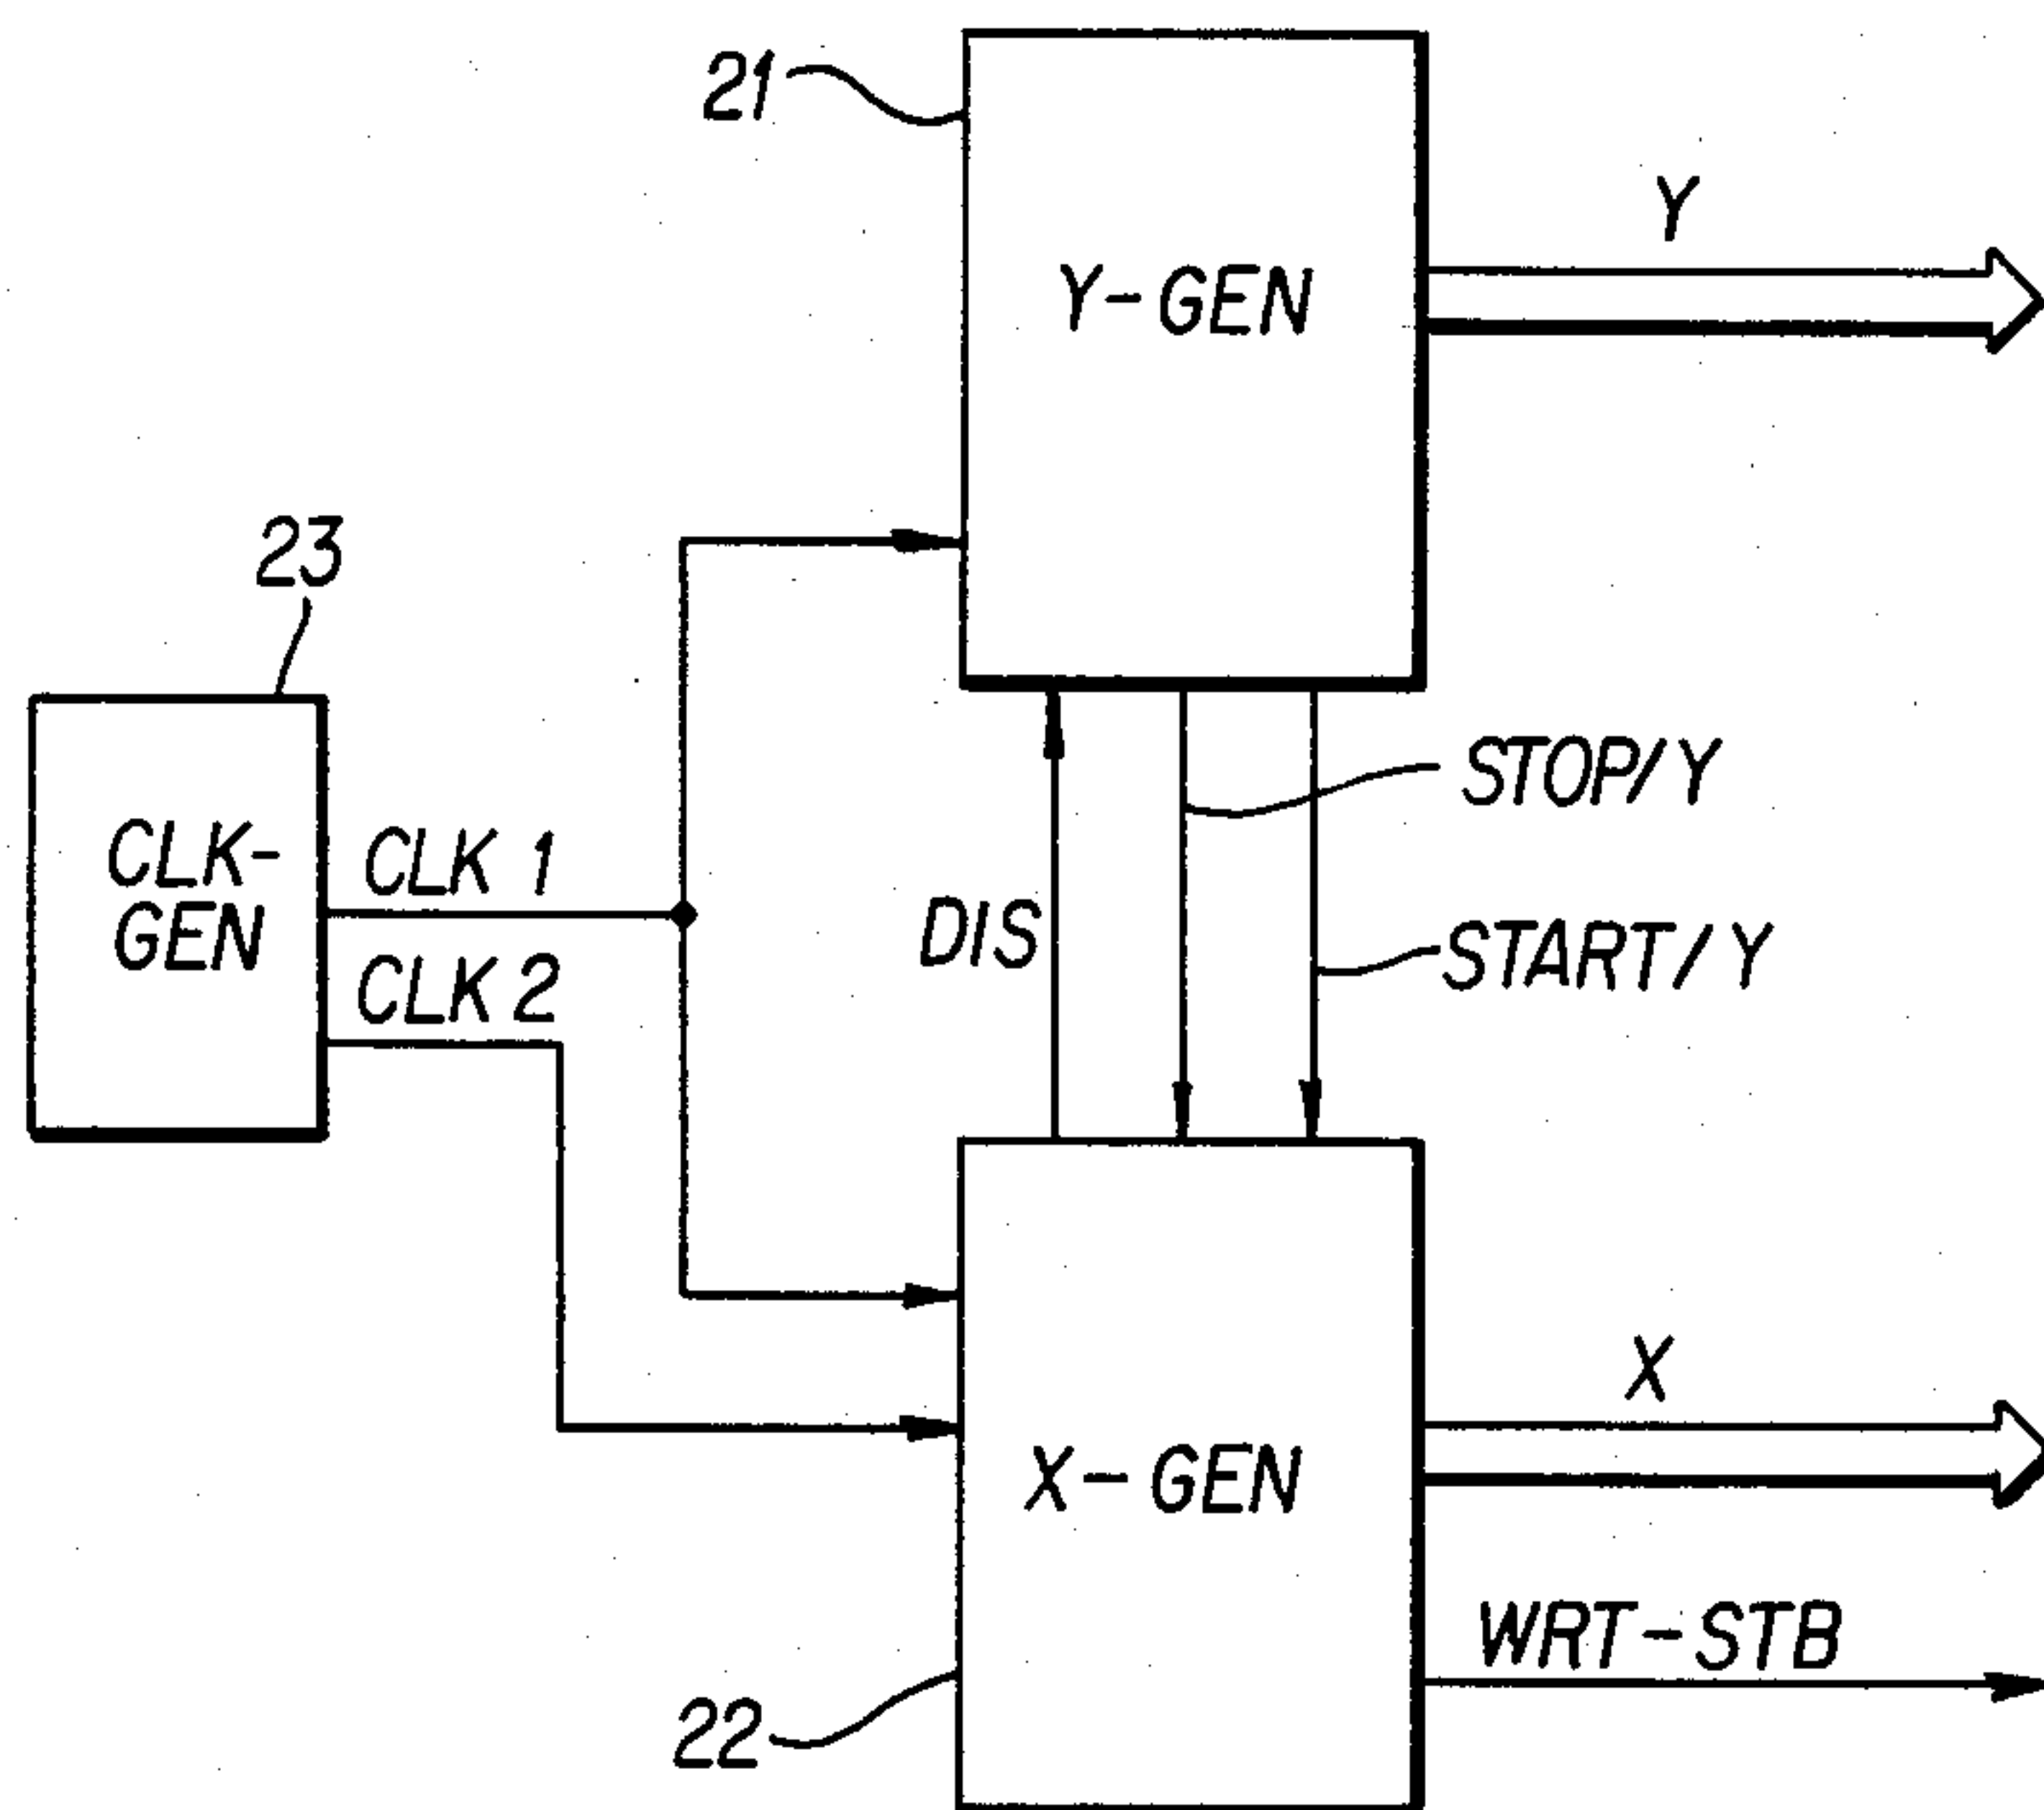 21
Y
Y-GEN
23
STOP/Y
CLK-
GEN
CLK 1
DIS
START/Y
CLK 2
X
X-GEN
WRT-STB
22